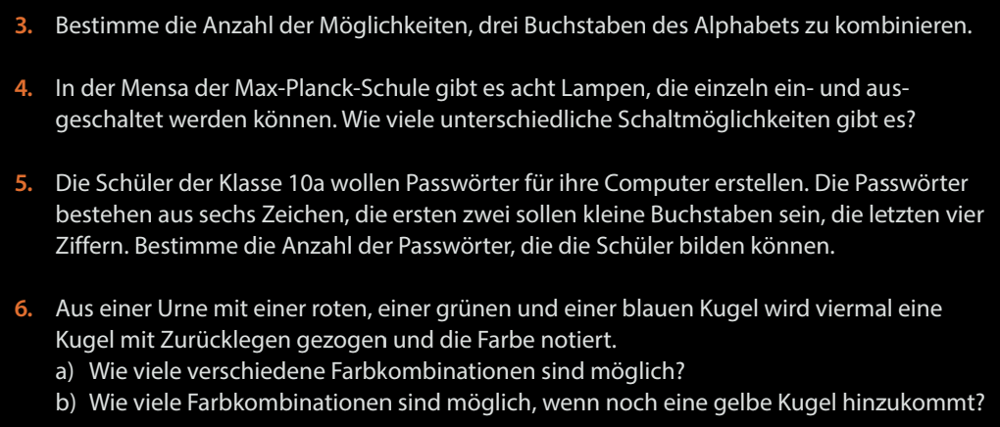 3. Bestimme die Anzahl der Möglichkeiten, drei Buchstaben des Alphabets zu kombinieren.
4. In der Mensa der Max-Planck-Schule gibt es acht Lampen, die einzeln ein- und aus-
geschaltet werden können. Wie viele unterschiedliche Schaltmöglichkeiten gibt es?
5. Die Schüler der Klasse 10a wollen Passwörter für ihre Computer erstellen. Die Passwörter
bestehen aus sechs Zeichen, die ersten zwei sollen kleine Buchstaben sein, die letzten vier
Ziffern. Bestimme die Anzahl der Passwörter, die die Schüler bilden können.
6. Aus einer Urne mit einer roten, einer grünen und einer blauen Kugel wird viermal eine
Kugel mit Zurücklegen gezogen und die Farbe notiert.
a) Wie viele verschiedene Farbkombinationen sind möglich?
b) Wie viele Farbkombinationen sind möglich, wenn noch eine gelbe Kugel hinzukommt?